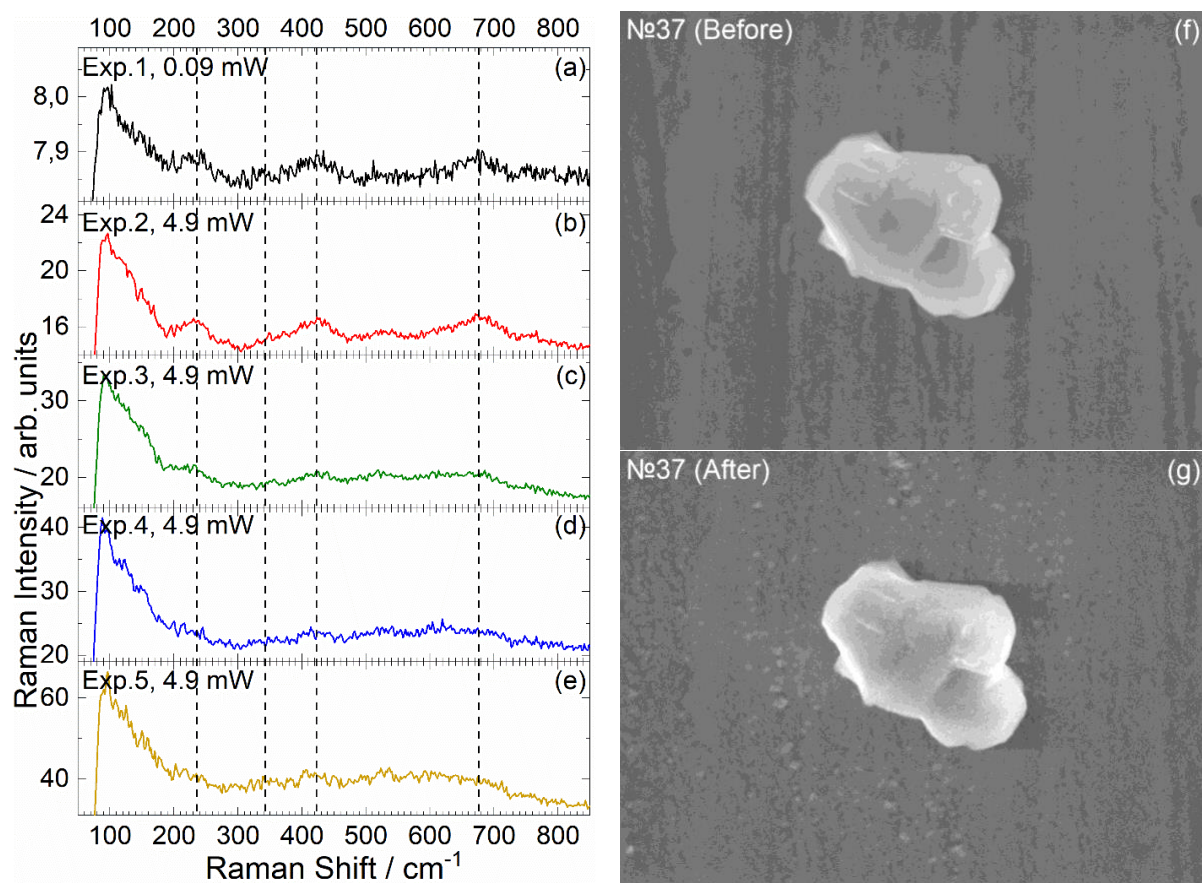 100 200 300 400 500 600 700 800
Exp.1, 0.09 mW (a)
8,0
7,9
Exp.2, 4.9 mW (b)
24
20
16
Exp.3, 4.9 mW (c)
30
20
Exp.4, 4.9 mW (d)
40
30
20
Exp.5, 4.9 mW (e)
60
40
100 200 300 400 500 600 700 800
Raman Shift / cm⁻¹
Raman Intensity / arb. units
№37 (Before) (f)
№37 (After) (g)